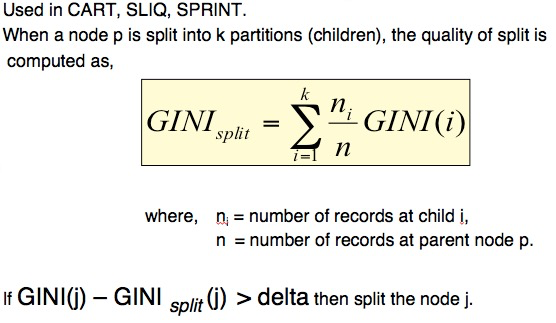 Used in CART, SLIQ, SPRINT.
When a node p is split into k partitions (children), the quality of split is
computed as,
GINI_split = \sum_{i=1}^{k} \frac{n_i}{n} GINI(i)
where, n_i = number of records at child i,
n = number of records at parent node p.
If GINI(j) – GINI split (j) > delta then split the node j.